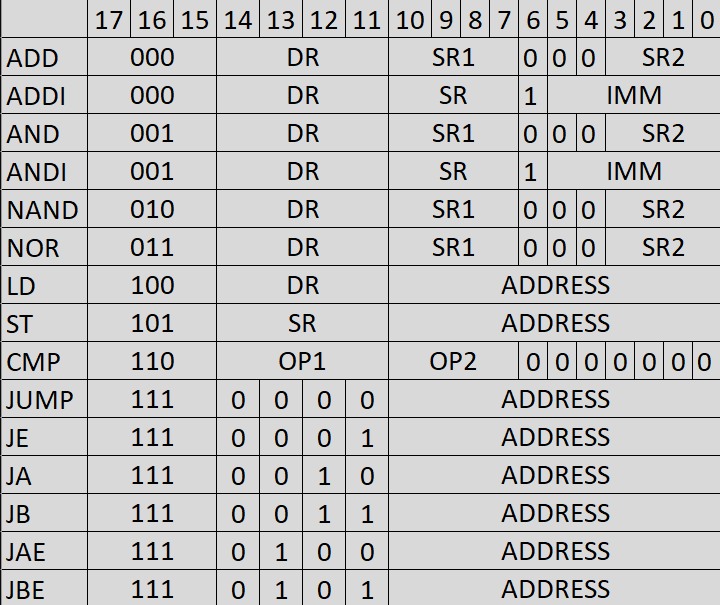 17 16 15 14 13 12 11 10 9 8 7 6 5 4 3 2 1 0
ADD 000 DR SR1 0 0 0 SR2
ADDI 000 DR SR 1 IMM
AND 001 DR SR1 0 0 0 SR2
ANDI 001 DR SR 1 IMM
NAND 010 DR SR1 0 0 0 SR2
NOR 011 DR SR1 0 0 0 SR2
LD 100 DR ADDRESS
ST 101 SR ADDRESS
CMP 110 OP1 OP2 0 0 0 0 0 0 0
JUMP 111 0 0 0 0 ADDRESS
JE 111 0 0 0 1 ADDRESS
JA 111 0 0 1 0 ADDRESS
JB 111 0 0 1 1 ADDRESS
JAE 111 0 1 0 0 ADDRESS
JBE 111 0 1 0 1 ADDRESS